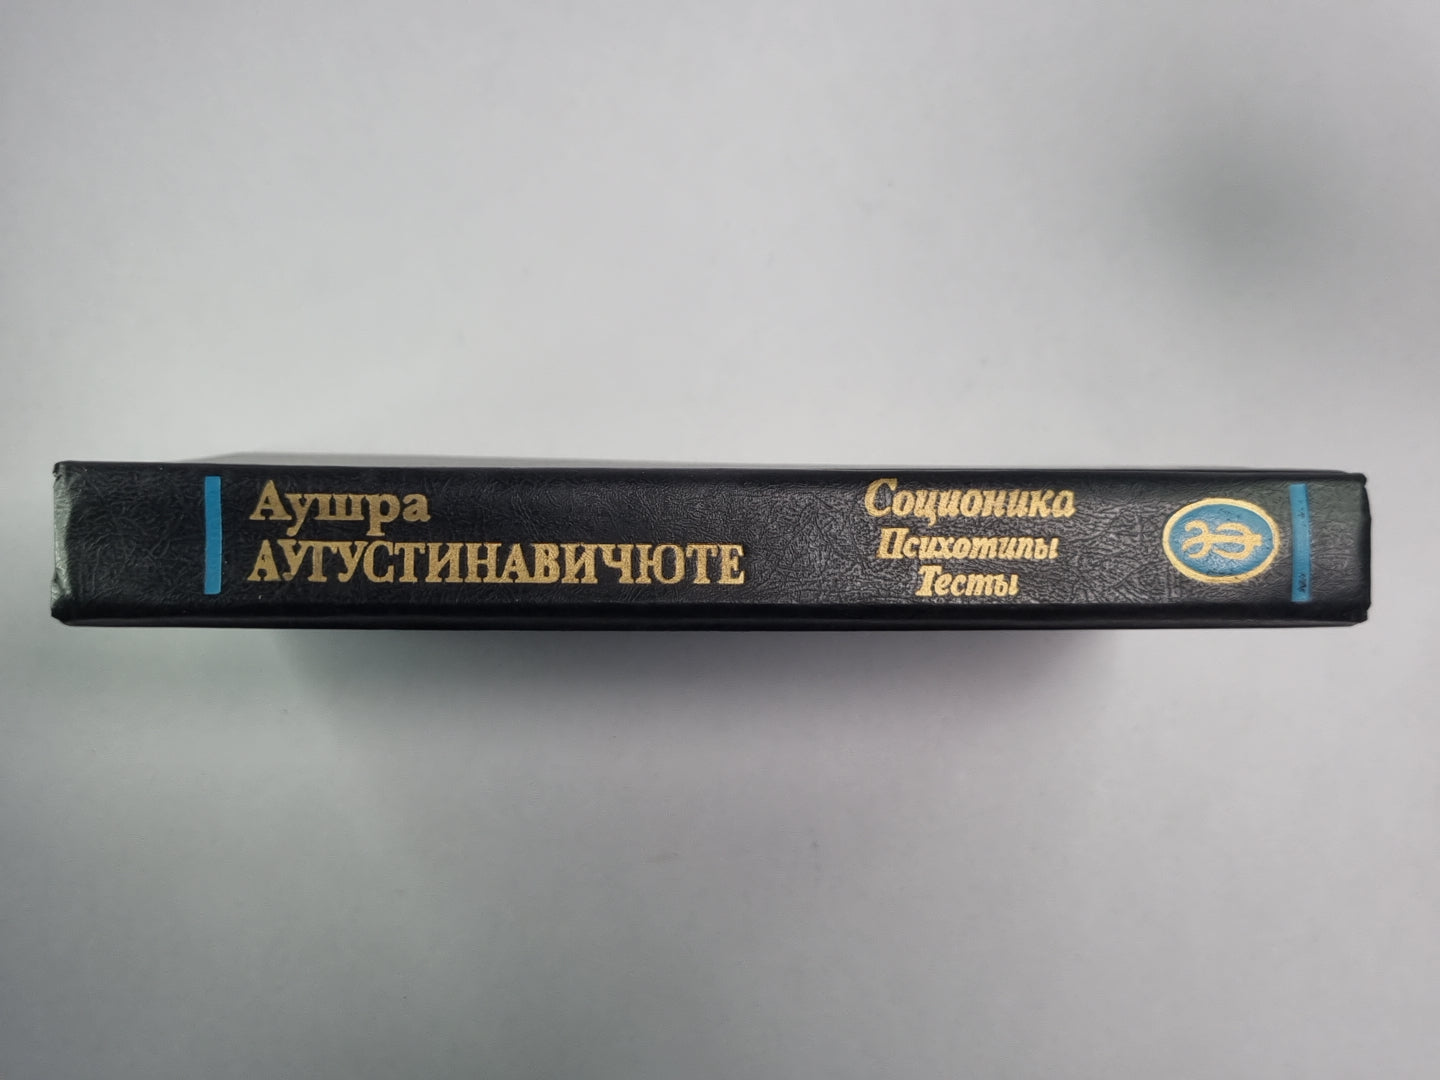 Аушра
АУГУСТИНАВИЧЮТЕ
Соционика
Психотипы
Тесты